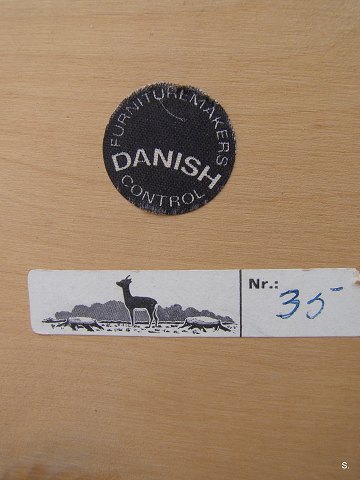 FURNITUREMAKERS
DANISH
CONTROL
Nr.: 35
S.